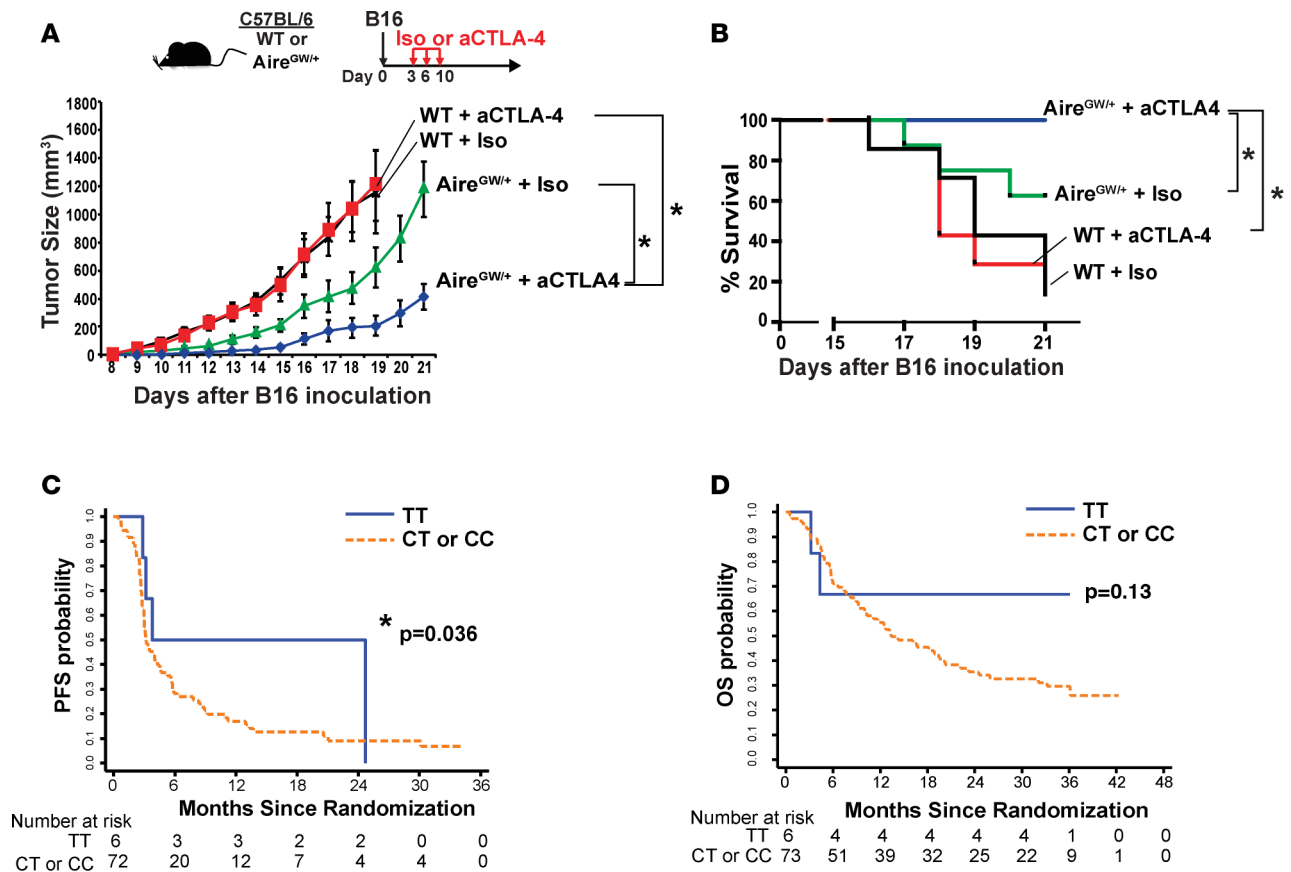 A
C57BL/6
WT or
Aire^GW/+
B16
Iso or aCTLA-4
Day 0 3 6 10
1800
1600
1400
1200
1000
800
600
400
200
0
Tumor Size (mm³)
WT + aCTLA-4
WT + Iso
Aire^GW/+ + Iso
Aire^GW/+ + aCTLA4
*
*
8 9 10 11 12 13 14 15 16 17 18 19 20 21
Days after B16 inoculation
B
100
80
60
40
20
0
% Survival
Aire^GW/+ + aCTLA4
Aire^GW/+ + Iso
WT + aCTLA-4
WT + Iso
*
*
0 15 17 19 21
Days after B16 inoculation
C
TT
CT or CC
1.0
0.9
0.8
0.7
0.6
0.5
0.4
0.3
0.2
0.1
0.0
PFS probability
* p=0.036
0 6 12 18 24 30 36
Months Since Randomization
Number at risk
TT 6 3 3 2 2 0 0
CT or CC 72 20 12 7 4 4 0
D
TT
CT or CC
1.0
0.9
0.8
0.7
0.6
0.5
0.4
0.3
0.2
0.1
0.0
OS probability
p=0.13
0 6 12 18 24 30 36 42 48
Months Since Randomization
Number at risk
TT 6 4 4 4 4 4 1 0 0
CT or CC 73 51 39 32 25 22 9 1 0